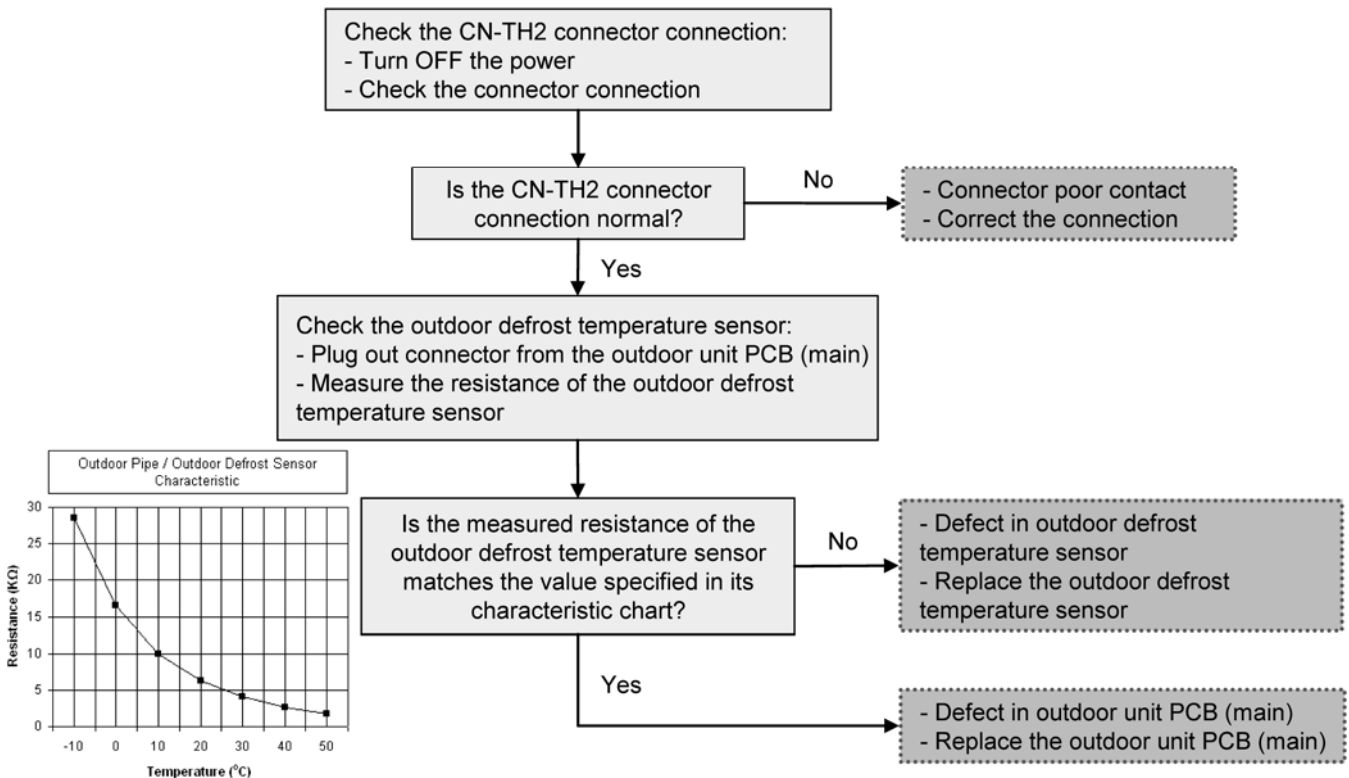 Check the CN-TH2 connector connection:
- Turn OFF the power
- Check the connector connection
Is the CN-TH2 connector
connection normal?
No
- Connector poor contact
- Correct the connection
Yes
Check the outdoor defrost temperature sensor:
- Plug out connector from the outdoor unit PCB (main)
- Measure the resistance of the outdoor defrost
temperature sensor
Outdoor Pipe / Outdoor Defrost Sensor
Characteristic
Resistance (KΩ)
30
25
20
15
10
5
0
-10 0 10 20 30 40 50
Temperature (⁰C)
Is the measured resistance of the
outdoor defrost temperature sensor
matches the value specified in its
characteristic chart?
No
- Defect in outdoor defrost
temperature sensor
- Replace the outdoor defrost
temperature sensor
Yes
- Defect in outdoor unit PCB (main)
- Replace the outdoor unit PCB (main)